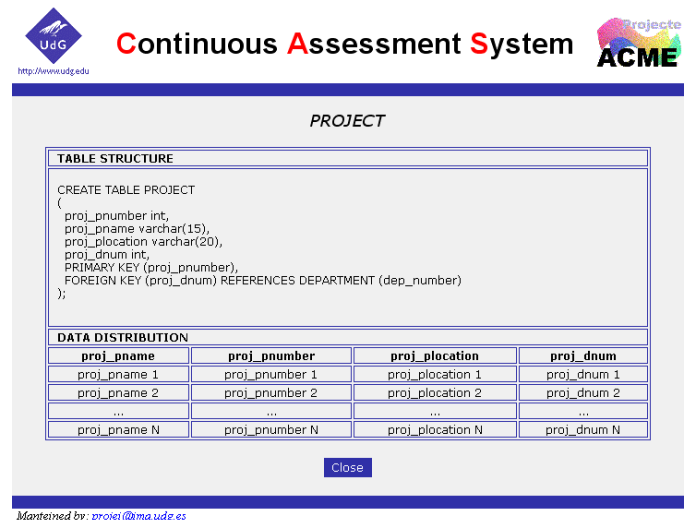 UdG
http://www.udg.edu
Continuous Assessment System
Projecte
ACME
PROJECT
TABLE STRUCTURE
CREATE TABLE PROJECT
(
proj_pnumber int,
proj_pname varchar(15),
proj_plocation varchar(20),
proj_dnum int,
PRIMARY KEY (proj_pnumber),
FOREIGN KEY (proj_dnum) REFERENCES DEPARTMENT (dep_number)
);
DATA DISTRIBUTION
proj_pname proj_pnumber proj_plocation proj_dnum
proj_pname 1 proj_pnumber 1 proj_plocation 1 proj_dnum 1
proj_pname 2 proj_pnumber 2 proj_plocation 2 proj_dnum 2
... ... ... ...
proj_pname N proj_pnumber N proj_plocation N proj_dnum N
Close
Manteined by: projei@ima.udg.es